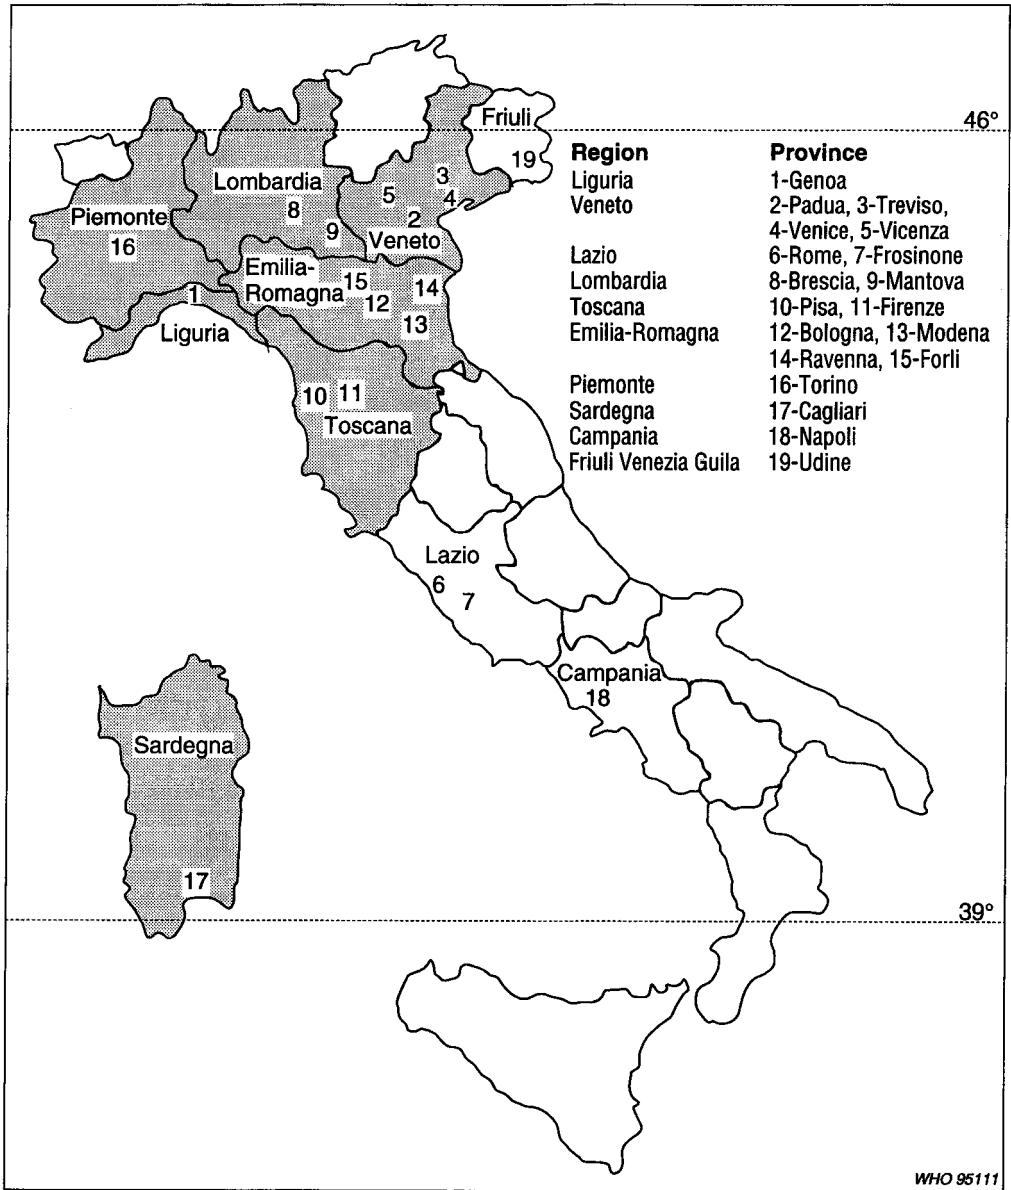 Friuli
46°
19
Region Province
Liguria 1-Genoa
Veneto 2-Padua, 3-Treviso,
4-Venice, 5-Vicenza
Lazio 6-Rome, 7-Frosinone
Lombardia 8-Brescia, 9-Mantova
Toscana 10-Pisa, 11-Firenze
Emilia-Romagna 12-Bologna, 13-Modena
14-Ravenna, 15-Forli
Piemonte 16-Torino
Sardegna 17-Cagliari
Campania 18-Napoli
Friuli Venezia Guila 19-Udine
Lombardia
8
9
3
5
4
2
Veneto
Piemonte
16
Emilia-
Romagna
15
12
14
13
1
Liguria
10
11
Toscana
Lazio
6
7
Campania
18
Sardegna
17
39°
WHO 95111